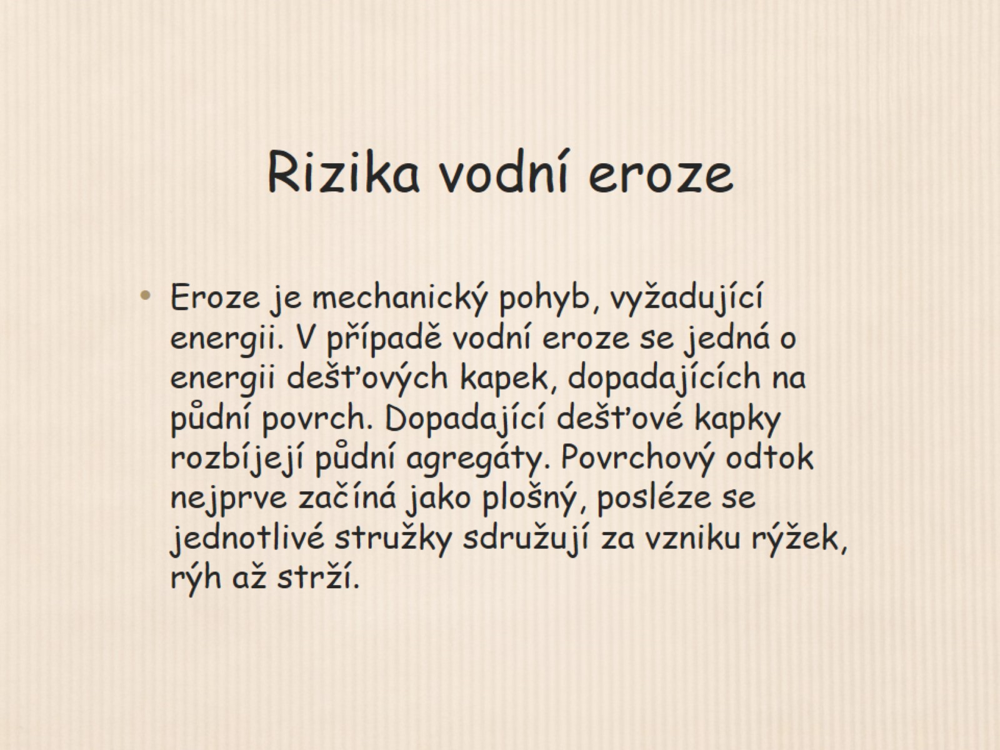 Rizika vodní eroze
• Eroze je mechanický pohyb, vyžadující
energii. V případě vodní eroze se jedná o
energii dešťových kapek, dopadajících na
půdní povrch. Dopadající dešťové kapky
rozbíjejí půdní agregáty. Povrchový odtok
nejprve začíná jako plošný, posléze se
jednotlivé stružky sdružují za vzniku rýžek,
rýh až strží.